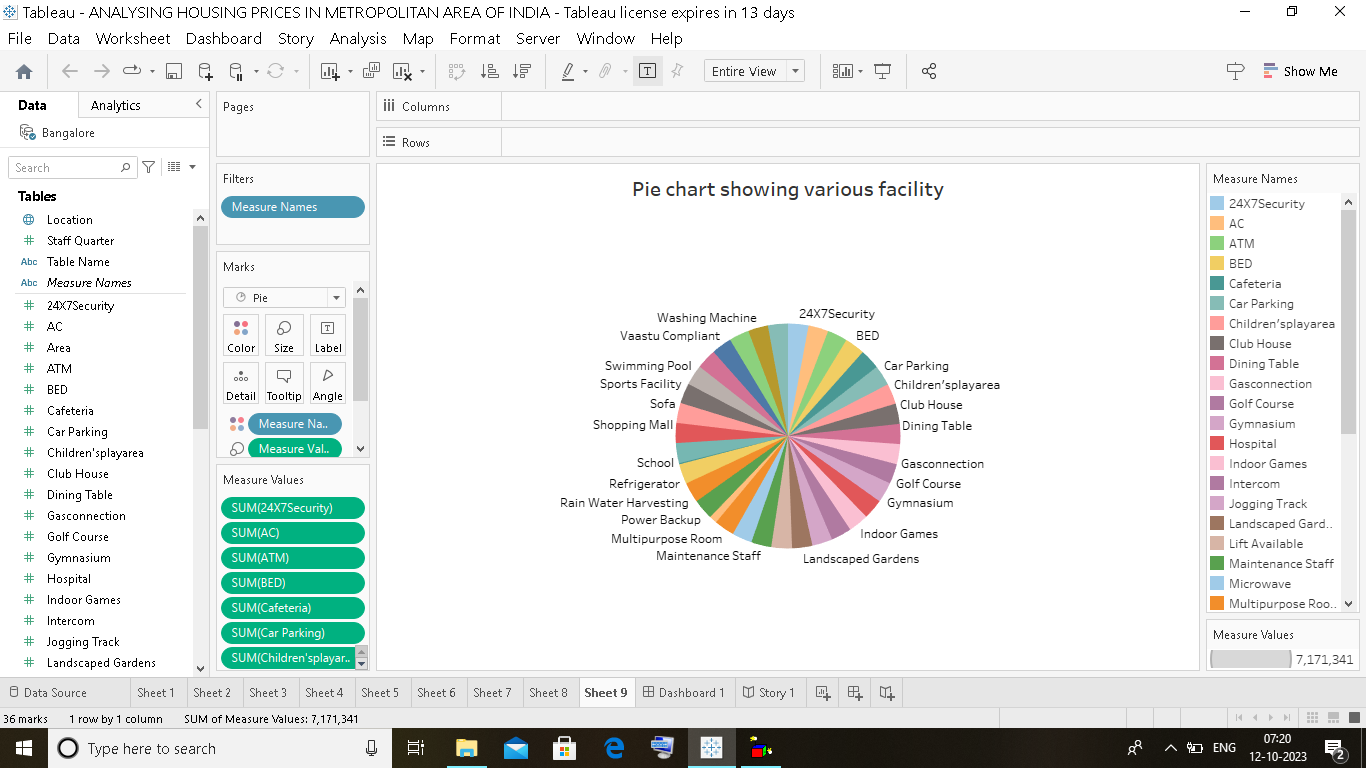 Tableau - ANALYSING HOUSING PRICES IN METROPOLITAN AREA OF INDIA - Tableau license expires in 13 days
File Data Worksheet Dashboard Story Analysis Map Format Server Window Help
Entire View
Show Me
Data Analytics
Bangalore
Search
Tables
Location
Staff Quarter
Abc Table Name
Abc Measure Names
24X7Security
AC
Area
ATM
BED
Cafeteria
Car Parking
Children'splayarea
Club House
Dining Table
Gasconnection
Golf Course
Gymnasium
Hospital
Indoor Games
Intercom
Jogging Track
Landscaped Gardens
Pages
Filters
Measure Names
Marks
Pie
Color Size Label
Detail Tooltip Angle
Measure Na..
Measure Val..
Measure Values
SUM(24X7Security)
SUM(AC)
SUM(ATM)
SUM(BED)
SUM(Cafeteria)
SUM(Car Parking)
SUM(Children'splayar..
Columns
Rows
Pie chart showing various facility
24X7Security
BED
Car Parking
Children'splayarea
Club House
Dining Table
Gasconnection
Golf Course
Gymnasium
Indoor Games
Landscaped Gardens
Maintenance Staff
Multipurpose Room
Power Backup
Rain Water Harvesting
Refrigerator
School
Shopping Mall
Sofa
Sports Facility
Swimming Pool
Vaastu Compliant
Washing Machine
Measure Names
24X7Security
AC
ATM
BED
Cafeteria
Car Parking
Children'splayarea
Club House
Dining Table
Gasconnection
Golf Course
Gymnasium
Hospital
Indoor Games
Intercom
Jogging Track
Landscaped Gard..
Lift Available
Maintenance Staff
Microwave
Multipurpose Roo..
Measure Values
7,171,341
Data Source Sheet 1 Sheet 2 Sheet 3 Sheet 4 Sheet 5 Sheet 6 Sheet 7 Sheet 8 Sheet 9 Dashboard 1 Story 1
36 marks 1 row by 1 column SUM of Measure Values: 7,171,341
Type here to search
ENG
07:20
12-10-2023
2